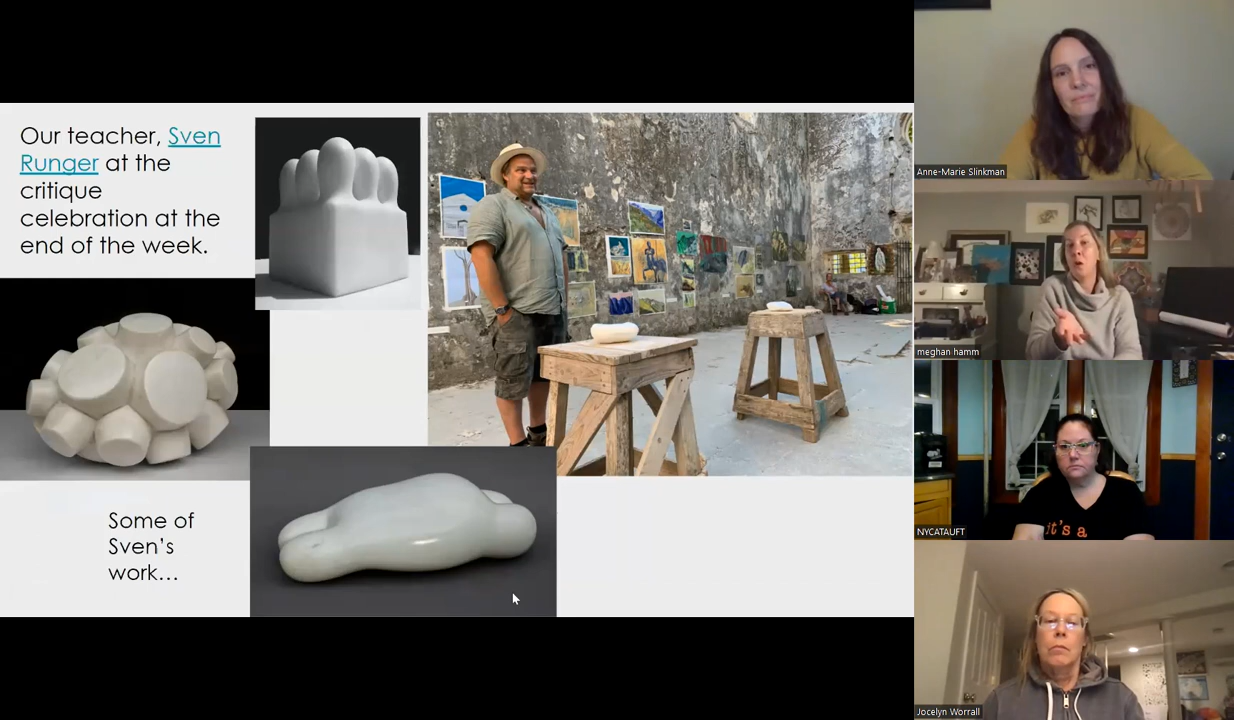 Our teacher, Sven
Runger at the
critique
celebration at the
end of the week.
Some of
Sven's
work...
Anne-Marie Slinkman
meghan hamm
NYCATAUFT
it's a
Jocelyn Worrall